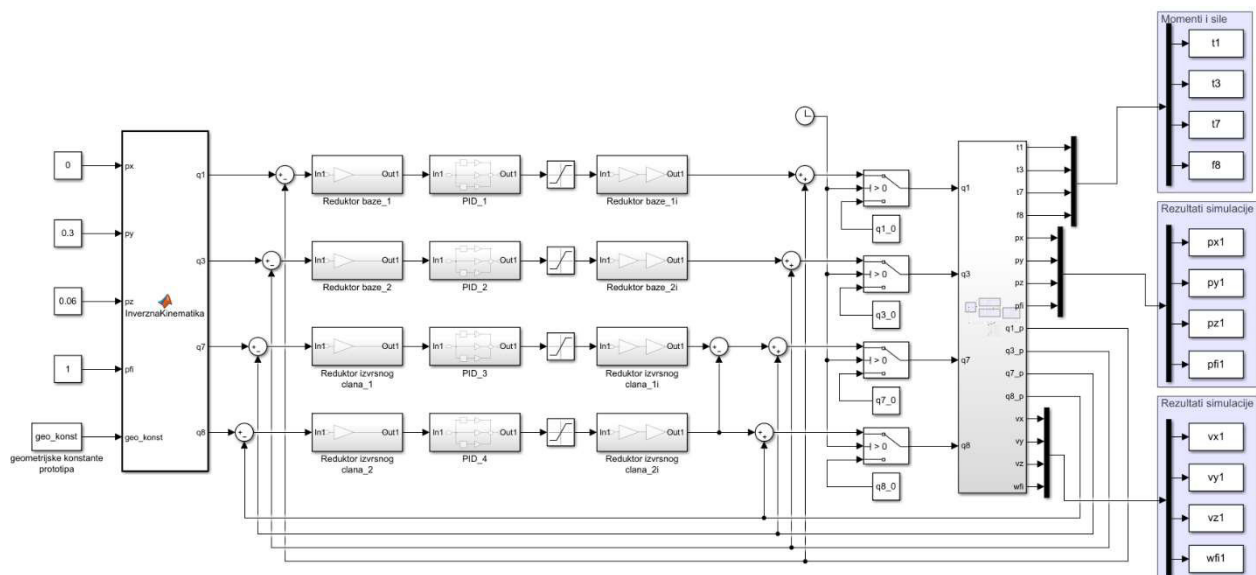 Momenti i sile
t1
t3
t7
f8
0
0.3
0.06
1
geo_konst
geometrijske konstante
prototipa
px
py
pz
pfi
geo_konst
InverznaKinematika
q1
q3
q7
q8
In1
Out1
Reduktor baze_1
In1
Out1
PID_1
In1
Out1
Reduktor baze_1i
In1
Out1
Reduktor baze_2
In1
Out1
PID_2
In1
Out1
Reduktor baze_2i
In1
Out1
Reduktor izvrsnog
clana_1
In1
Out1
PID_3
In1
Out1
Reduktor izvrsnog
clana_1i
In1
Out1
Reduktor izvrsnog
clana_2
In1
Out1
PID_4
In1
Out1
Reduktor izvrsnog
clana_2i
> 0
q1_0
> 0
q3_0
> 0
q7_0
> 0
q8_0
q1
q3
q7
q8
t1
t3
t7
f8
px
py
pz
pfi
q1_p
q3_p
q7_p
q8_p
vx
vy
vz
wfi
Rezultati simulacije
px1
py1
pz1
pfi1
Rezultati simulacije
vx1
vy1
vz1
wfi1